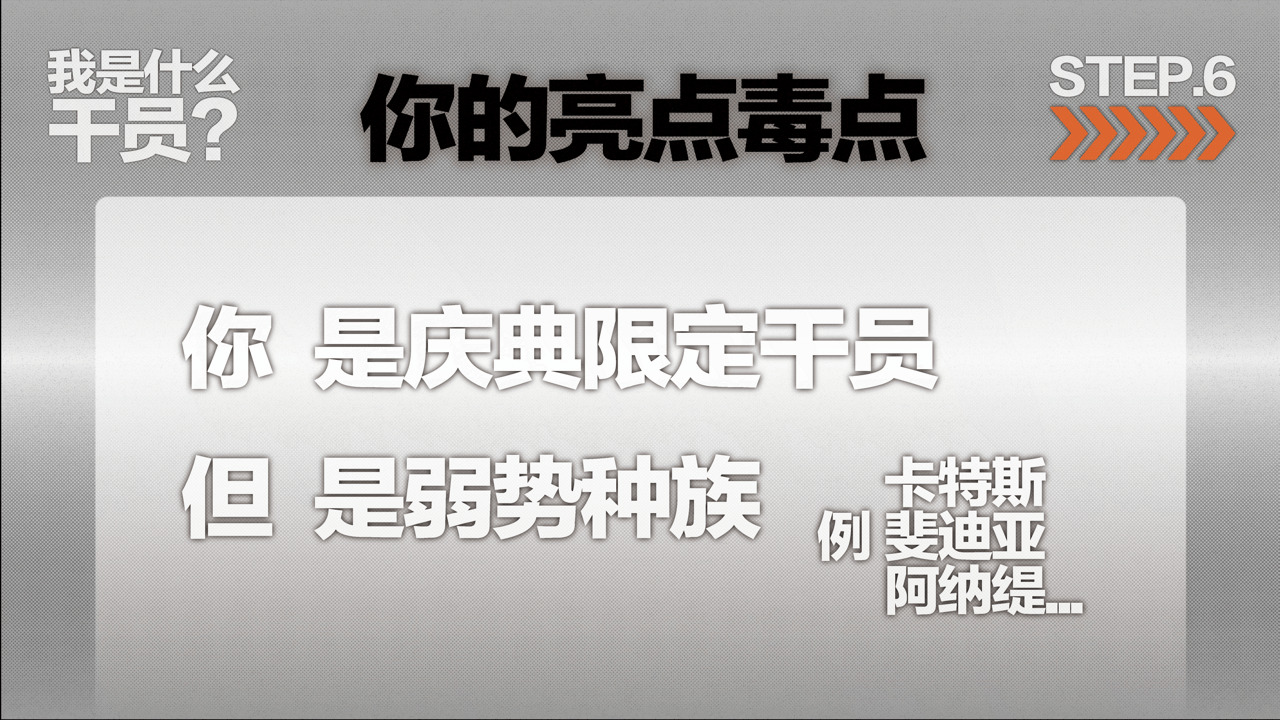 我是什么
干员?
你的亮点毒点
STEP.6
你 是庆典限定干员
但 是弱势种族
例
卡特斯
斐迪亚
阿纳缇...